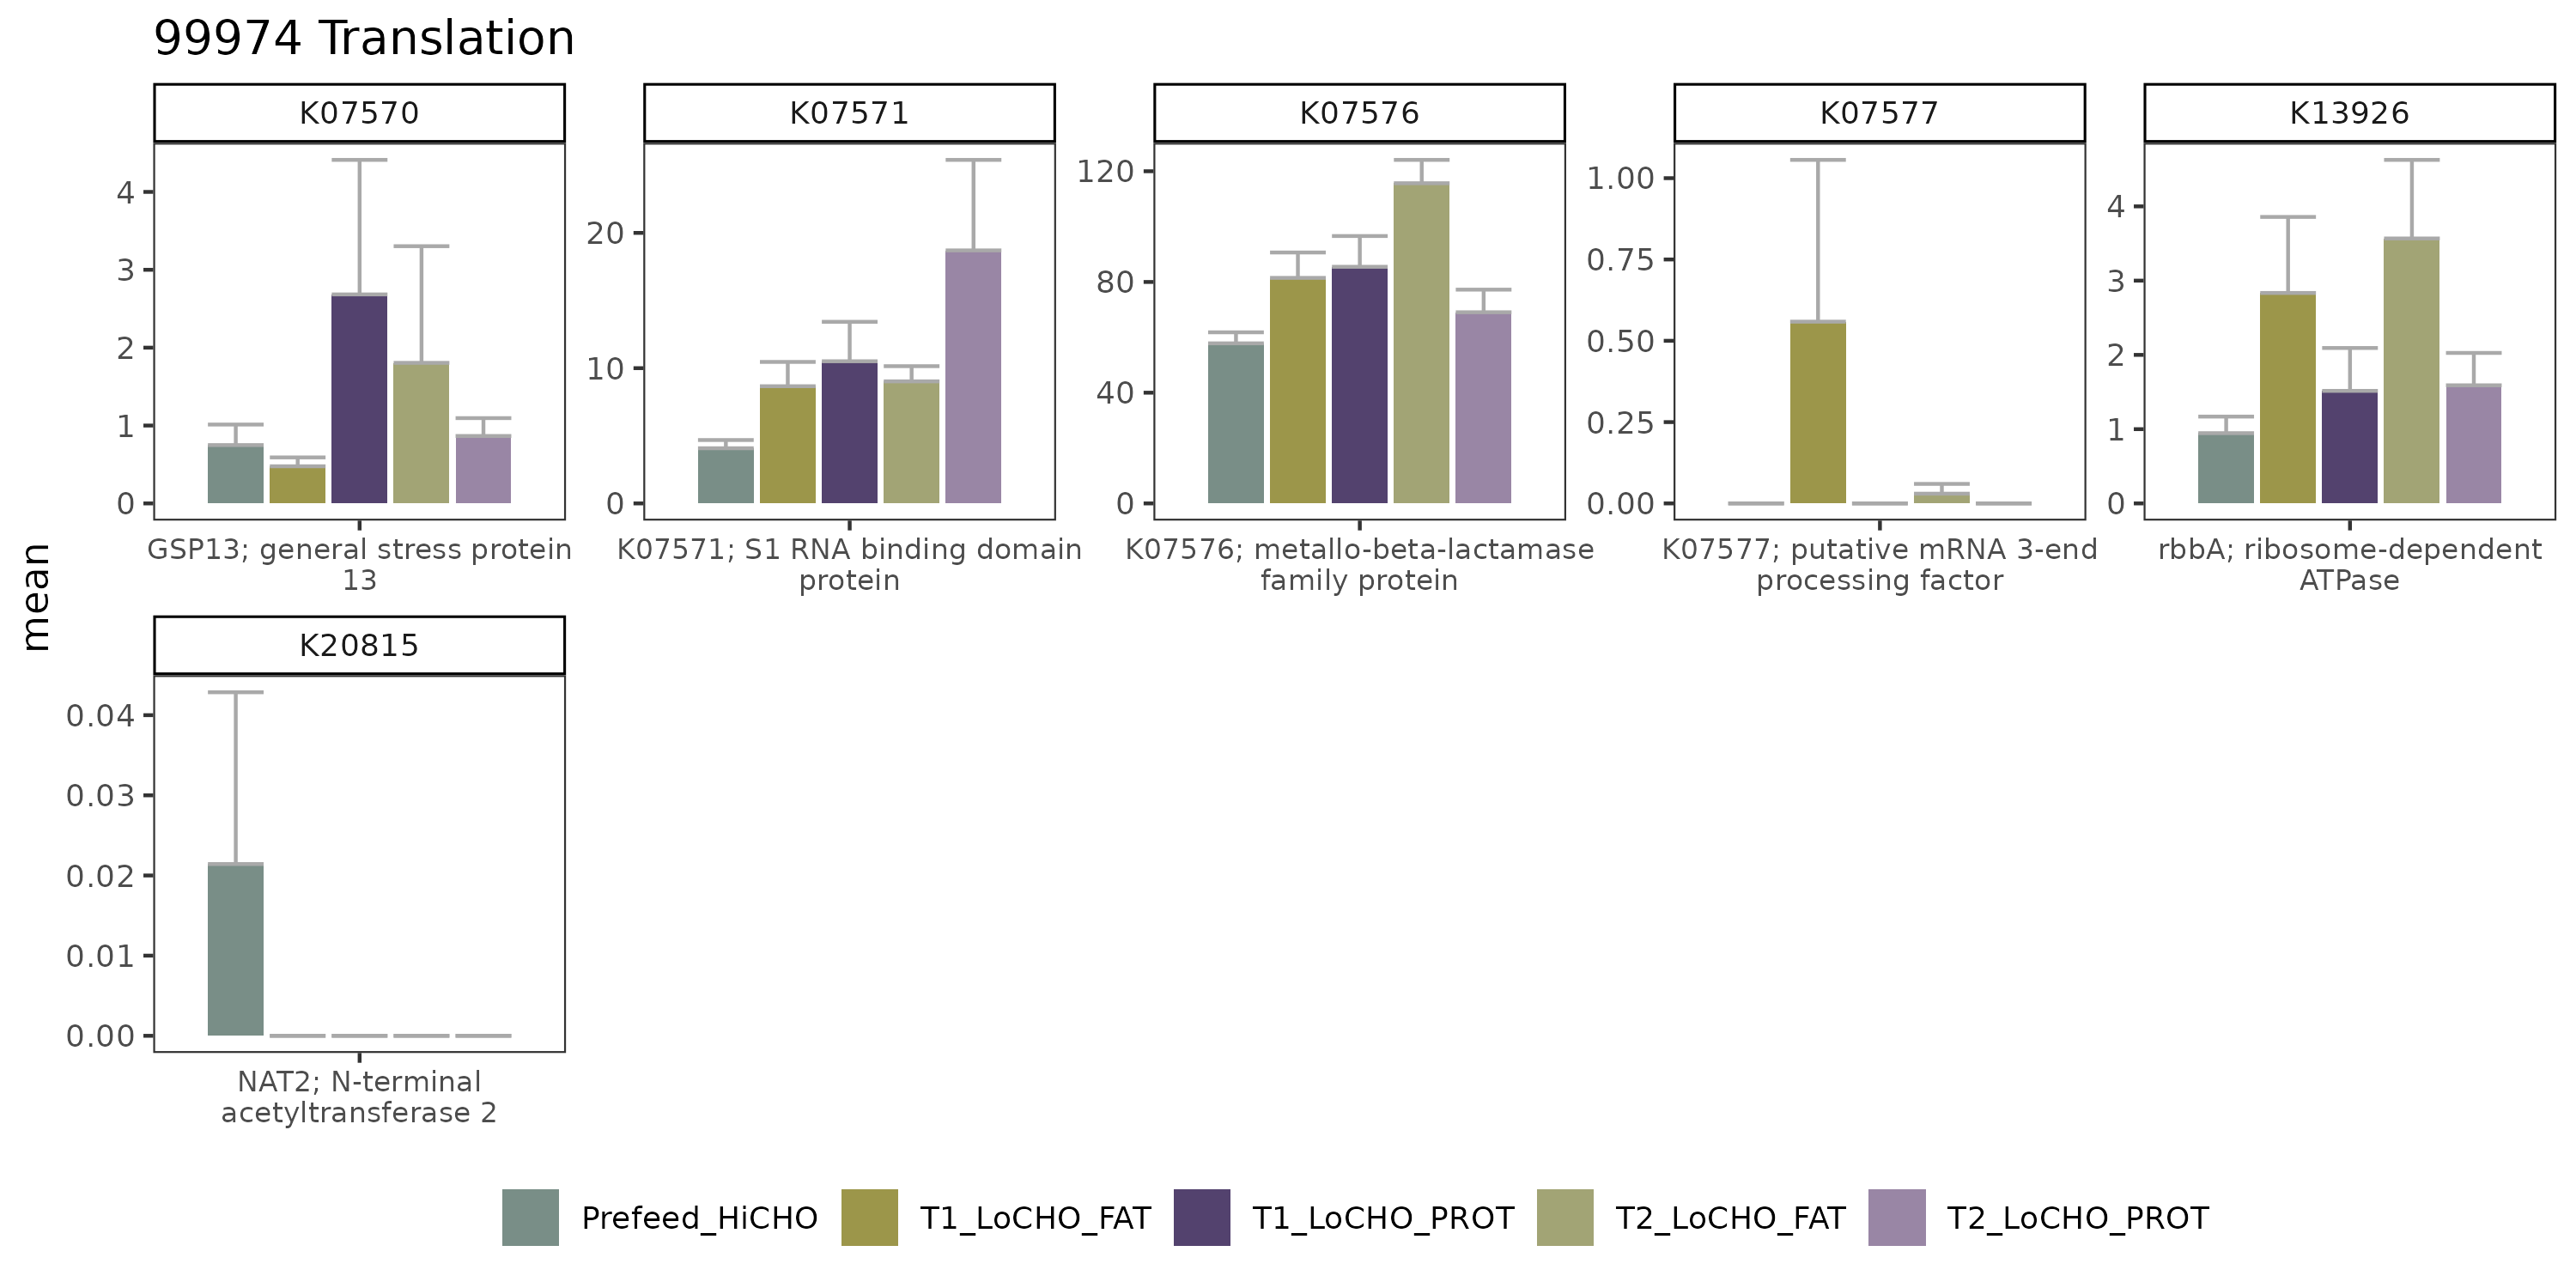 99974 Translation
K07570
K07571
K07576
K07577
K13926
4
3
2
1
0
20
10
0
120
80
40
0
1.00
0.75
0.50
0.25
0.00
4
3
2
1
0
GSP13; general stress protein
13
K07571; S1 RNA binding domain
protein
K07576; metallo-beta-lactamase
family protein
K07577; putative mRNA 3-end
processing factor
rbbA; ribosome-dependent
ATPase
mean
K20815
0.04
0.03
0.02
0.01
0.00
NAT2; N-terminal
acetyltransferase 2
Prefeed_HiCHO
T1_LoCHO_FAT
T1_LoCHO_PROT
T2_LoCHO_FAT
T2_LoCHO_PROT